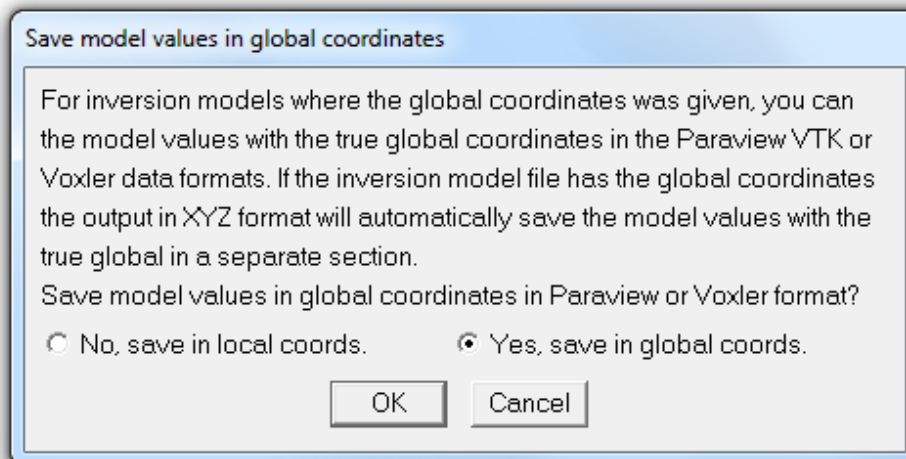 Save model values in global coordinates
For inversion models where the global coordinates was given, you can
the model values with the true global coordinates in the Paraview VTK or
Voxler data formats. If the inversion model file has the global coordinates
the output in XYZ format will automatically save the model values with the
true global in a separate section.
Save model values in global coordinates in Paraview or Voxler format?
No, save in local coords. Yes, save in global coords.
OK Cancel